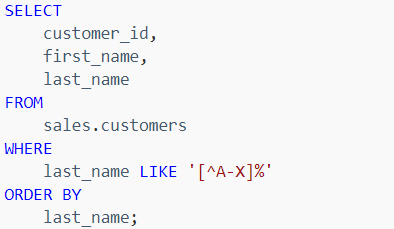 SELECT
    customer_id,
    first_name,
    last_name
FROM
    sales.customers
WHERE
    last_name LIKE '[^A-X]%'
ORDER BY
    last_name;